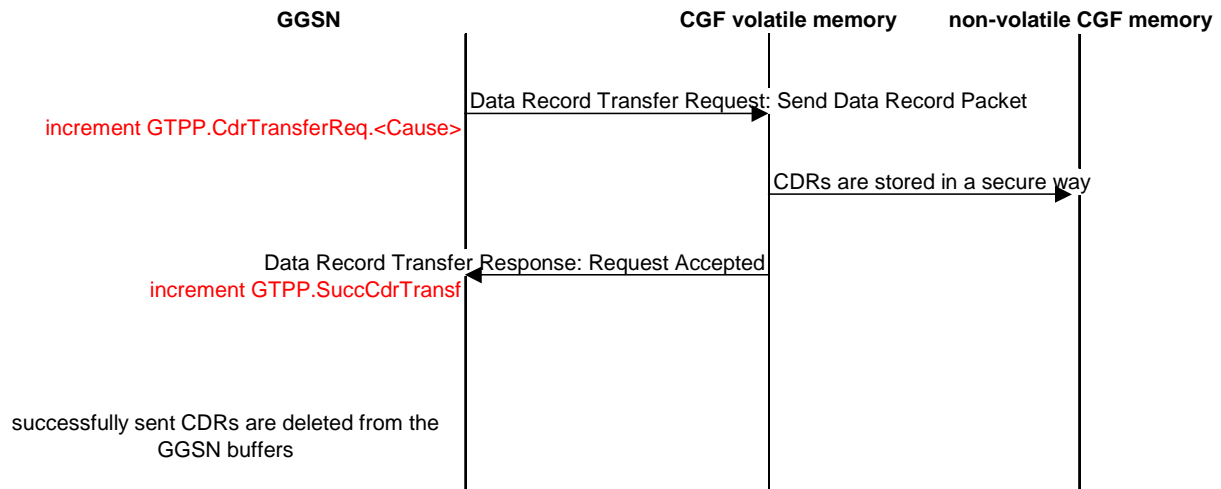 GGSN
CGF volatile memory
non-volatile CGF memory
Data Record Transfer Request: Send Data Record Packet
increment GTPP.CdrTransferReq.<Cause>
CDRs are stored in a secure way
Data Record Transfer Response: Request Accepted
increment GTPP.SuccCdrTransf
successfully sent CDRs are deleted from the
GGSN buffers